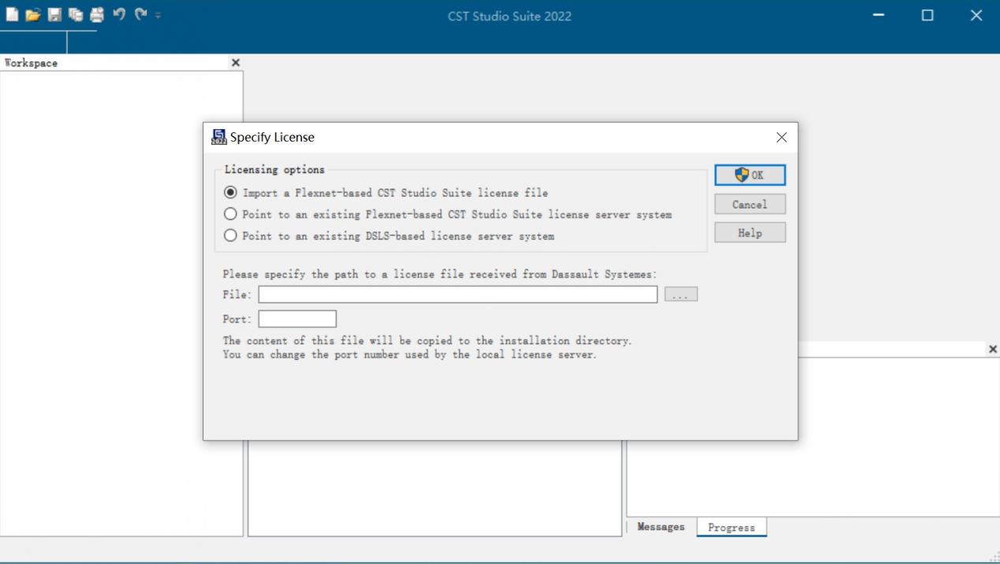 CST Studio Suite 2022
Workspace
Specify License
Licensing options
Import a Flexnet-based CST Studio Suite license file
Point to an existing Flexnet-based CST Studio Suite license server system
Point to an existing DSLS-based license server system
OK
Cancel
Help
Please specify the path to a license file received from Dassault Systemes:
File:
...
Port:
The content of this file will be copied to the installation directory.
You can change the port number used by the local license server.
Messages
Progress